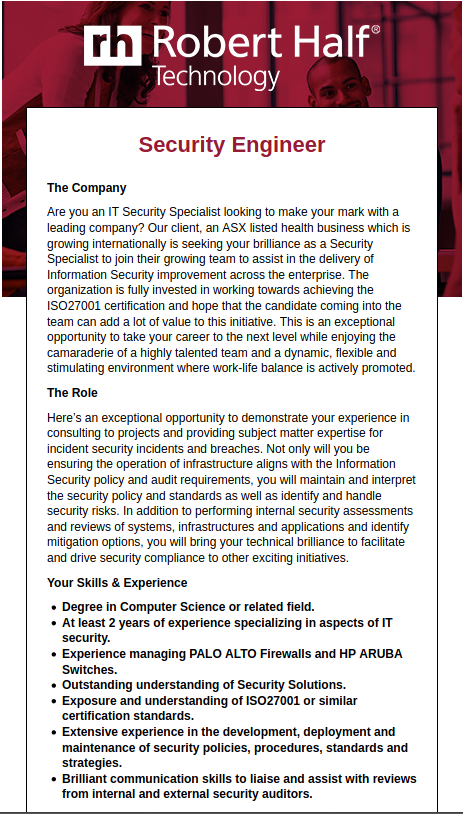 rh Robert Half®
Technology
Security Engineer
The Company
Are you an IT Security Specialist looking to make your mark with a
leading company? Our client, an ASX listed health business which is
growing internationally is seeking your brilliance as a Security
Specialist to join their growing team to assist in the delivery of
Information Security improvement across the enterprise. The
organization is fully invested in working towards achieving the
ISO27001 certification and hope that the candidate coming into the
team can add a lot of value to this initiative. This is an exceptional
opportunity to take your career to the next level while enjoying the
camaraderie of a highly talented team and a dynamic, flexible and
stimulating environment where work-life balance is actively promoted.
The Role
Here's an exceptional opportunity to demonstrate your experience in
consulting to projects and providing subject matter expertise for
incident security incidents and breaches. Not only will you be
ensuring the operation of infrastructure aligns with the Information
Security policy and audit requirements, you will maintain and interpret
the security policy and standards as well as identify and handle
security risks. In addition to performing internal security assessments
and reviews of systems, infrastructures and applications and identify
mitigation options, you will bring your technical brilliance to facilitate
and drive security compliance to other exciting initiatives.
Your Skills & Experience
• Degree in Computer Science or related field.
• At least 2 years of experience specializing in aspects of IT
security.
• Experience managing PALO ALTO Firewalls and HP ARUBA
Switches.
• Outstanding understanding of Security Solutions.
• Exposure and understanding of ISO27001 or similar
certification standards.
• Extensive experience in the development, deployment and
maintenance of security policies, procedures, standards and
strategies.
• Brilliant communication skills to liaise and assist with reviews
from internal and external security auditors.